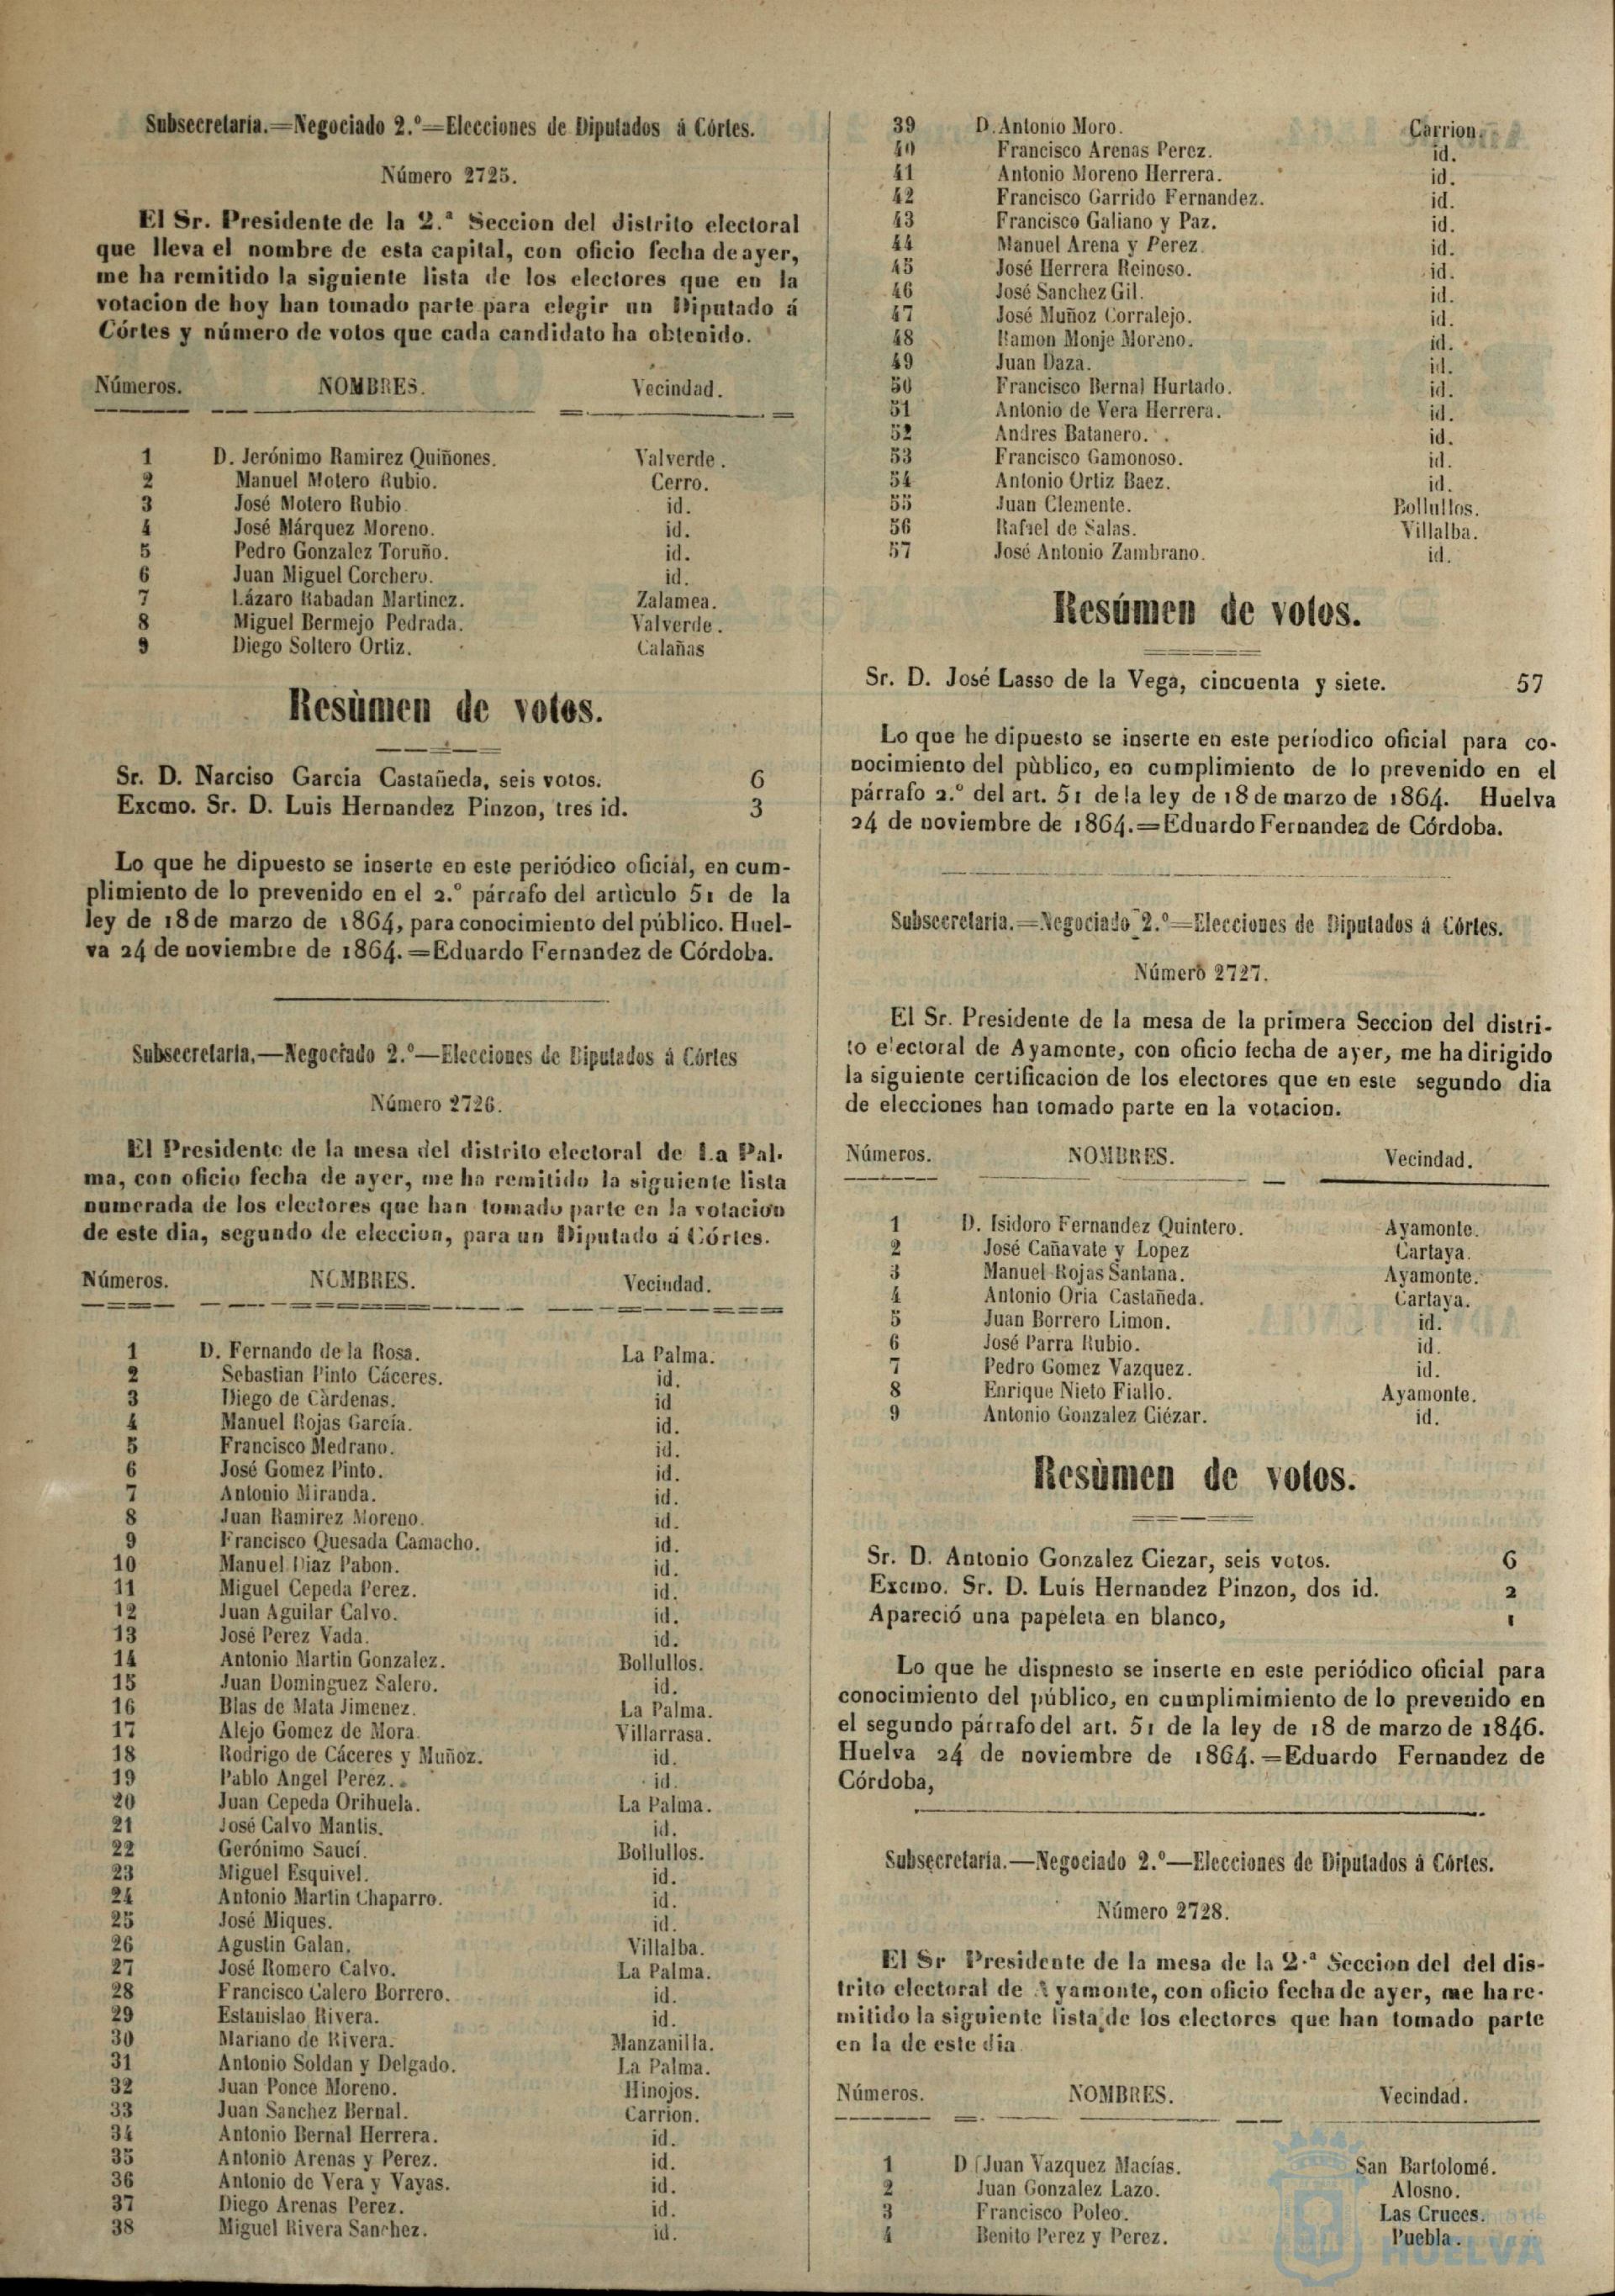 Subsecretaria.=Negociado 2.º—Elecciones de Diputados á Córtes.
Número 2725.
El Sr. Presidente de la 2.ª Seccion del distrito electoral
que lleva el nombre de esta capital, con oficio fecha de ayer,
me ha remitido la siguiente lista de los electores que en la
votacion de hoy han tomado parte para elegir un Diputado á
Córtes y número de votos que cada candidato ha obtenido.
Números. NOMBRES. Vecindad.
1 D. Jerónimo Ramirez Quiñones. Valverde.
2 Manuel Motero Rubio. Cerro.
3 José Motero Rubio id.
4 José Márquez Moreno. id.
5 Pedro Gonzalez Toruño. id.
6 Juan Miguel Corchero. id.
7 Lázaro Rabadan Martinez. Zalamea.
8 Miguel Bermejo Pedrada. Valverde.
9 Diego Soltero Ortiz. Calañas
Resùmen de votos.
Sr. D. Narciso Garcia Castañeda, seis votos. 6
Excmo. Sr. D. Luis Hernandez Pinzon, tres id. 3
Lo que he dipuesto se inserte en este periódico oficial, en cum-
plimiento de lo prevenido en el 2.º párrafo del artìculo 51 de la
ley de 18 de marzo de 1864, para conocimiento del público. Huel-
va 24 de noviembre de 1864.=Eduardo Fernandez de Córdoba.
Subsecretaria,—Negociado 2.º—Elecciones de Diputados á Córtes
Número 2726.
El Presidente de la mesa del distrito electoral de La Pal-
ma, con oficio fecha de ayer, me ha remitido la siguiente lista
numerada de los electores que han tomado parte en la votacion
de este dia, segundo de eleccion, para un Diputado á Córtes.
Números. NOMBRES. Vecindad.
1 D. Fernando de la Rosa. La Palma.
2 Sebastian Pinto Cáceres. id.
3 Diego de Càrdenas. id
4 Manuel Rojas García. id.
5 Francisco Medrano. id.
6 José Gomez Pinto. id.
7 Antonio Miranda. id.
8 Juan Ramirez Moreno. id.
9 Francisco Quesada Camacho. id.
10 Manuel Diaz Pabon. id.
11 Miguel Cepeda Perez. id.
12 Juan Aguilar Calvo. id.
13 José Perez Vada. id.
14 Antonio Martin Gonzalez. Bollullos.
15 Juan Dominguez Salero. id.
16 Blas de Mata Jimenez. La Palma.
17 Alejo Gomez de Mora. Villarrasa.
18 Rodrigo de Cáceres y Muñoz. id.
19 Pablo Angel Perez. id.
20 Juan Cepeda Orihuela. La Palma.
21 José Calvo Mantis. id.
22 Gerónimo Saucí. Bollullos.
23 Miguel Esquivel. id.
24 Antonio Martin Chaparro. id.
25 José Miques. id.
26 Agustin Galan. Villalba.
27 José Romero Calvo. La Palma.
28 Francisco Calero Borrero. id.
29 Estanislao Rivera. id.
30 Mariano de Rivera. Manzanilla.
31 Antonio Soldan y Delgado. La Palma.
32 Juan Ponce Moreno. Hinojos.
33 Juan Sanchez Bernal. Carrion.
34 Antonio Bernal Herrera. id.
35 Antonio Arenas y Perez. id.
36 Antonio de Vera y Vayas. id.
37 Diego Arenas Perez. id.
38 Miguel Rivera Sanchez. id.
39 D. Antonio Moro. Carrion.
40 Francisco Arenas Perez. id.
41 Antonio Moreno Herrera. id.
42 Francisco Garrido Fernandez. id.
43 Francisco Galiano y Paz. id.
44 Manuel Arena y Perez id.
45 José Herrera Reinoso. id.
46 José Sanchez Gil. id.
47 José Muñoz Corralejo. id.
48 Ramon Monje Moreno. id.
49 Juan Daza. id.
50 Francisco Bernal Hurtado. id.
51 Antonio de Vera Herrera. id.
52 Andres Batanero. id.
53 Francisco Gamonoso. id.
54 Antonio Ortiz Baez. id.
55 Juan Clemente. Bollullos.
56 Rafael de Salas. Villalba.
57 José Antonio Zambrano. id.
Resúmen de votos.
Sr. D. José Lasso de la Vega, cincuenta y siete. 57
Lo que he dipuesto se inserte en este periodico oficial para co-
nocimiento del pùblico, en cumplimiento de lo prevenido en el
párrafo 2.º del art. 51 de la ley de 18 de marzo de 1864. Huelva
24 de noviembre de 1864.=Eduardo Fernandez de Córdoba.
Subsecretaria.—Negociado 2.º=Elecciones de Diputados á Córtes.
Número 2727.
El Sr. Presidente de la mesa de la primera Seccion del distri-
to electoral de Ayamonte, con oficio fecha de ayer, me ha dirigido
la siguiente certificacion de los electores que en este segundo dia
de elecciones han tomado parte en la votacion.
Números. NOMBRES. Vecindad.
1 D. Isidoro Fernandez Quintero. Ayamonte.
2 José Cañavate y Lopez Cartaya.
3 Manuel Rojas Santana. Ayamonte.
4 Antonio Oria Castañeda. Cartaya.
5 Juan Borrero Limon. id.
6 José Parra Rubio. id.
7 Pedro Gomez Vazquez. id.
8 Enrique Nieto Fiallo. Ayamonte.
9 Antonio Gonzalez Ciézar. id.
Resùmen de votos.
Sr. D. Antonio Gonzalez Ciezar, seis votos. 6
Excmo. Sr. D. Luis Hernandez Pinzon, dos id. 2
Apareció una papeleta en blanco, 1
Lo que he dispnesto se inserte en este periódico oficial para
conocimiento del público, en cumplimimiento de lo prevenido en
el segundo párrafo del art. 51 de la ley de 18 de marzo de 1846.
Huelva 24 de noviembre de 1864.=Eduardo Fernandez de
Córdoba,
Subsecretaria.—Negociado 2.º—Elecciones de Diputados á Córtes.
Número 2728.
El Sr Presidente de la mesa de la 2.ª Seccion del del dis-
trito electoral de Ayamonte, con oficio fecha de ayer, me ha re-
mitido la siguiente lista de los electores que han tomado parte
en la de este dia.
Números. NOMBRES. Vecindad.
1 D. Juan Vazquez Macías. San Bartolomé.
2 Juan Gonzalez Lazo. Alosno.
3 Francisco Poleo. Las Cruces.
4 Benito Perez y Perez. Puebla.
HUELVA